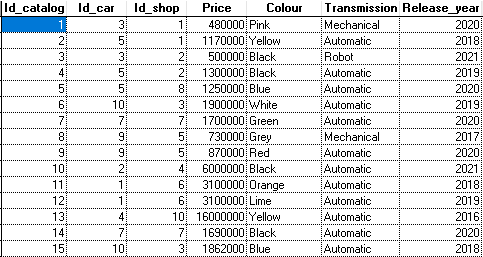 Id_catalog Id_car Id_shop Price Colour Transmission Release_year
1 3 1 480000 Pink Mechanical 2020
2 5 1 1170000 Yellow Automatic 2018
3 3 2 500000 Black Robot 2021
4 5 2 1300000 Black Automatic 2019
5 5 8 1250000 Blue Automatic 2020
6 10 3 1900000 White Automatic 2019
7 7 7 1700000 Green Automatic 2020
8 9 5 730000 Grey Mechanical 2017
9 9 5 870000 Red Automatic 2020
10 2 4 6000000 Black Automatic 2021
11 1 6 3100000 Orange Automatic 2018
12 1 6 3100000 Lime Automatic 2019
13 4 10 16000000 Yellow Automatic 2016
14 7 7 1690000 Black Automatic 2020
15 10 3 1862000 Blue Automatic 2018